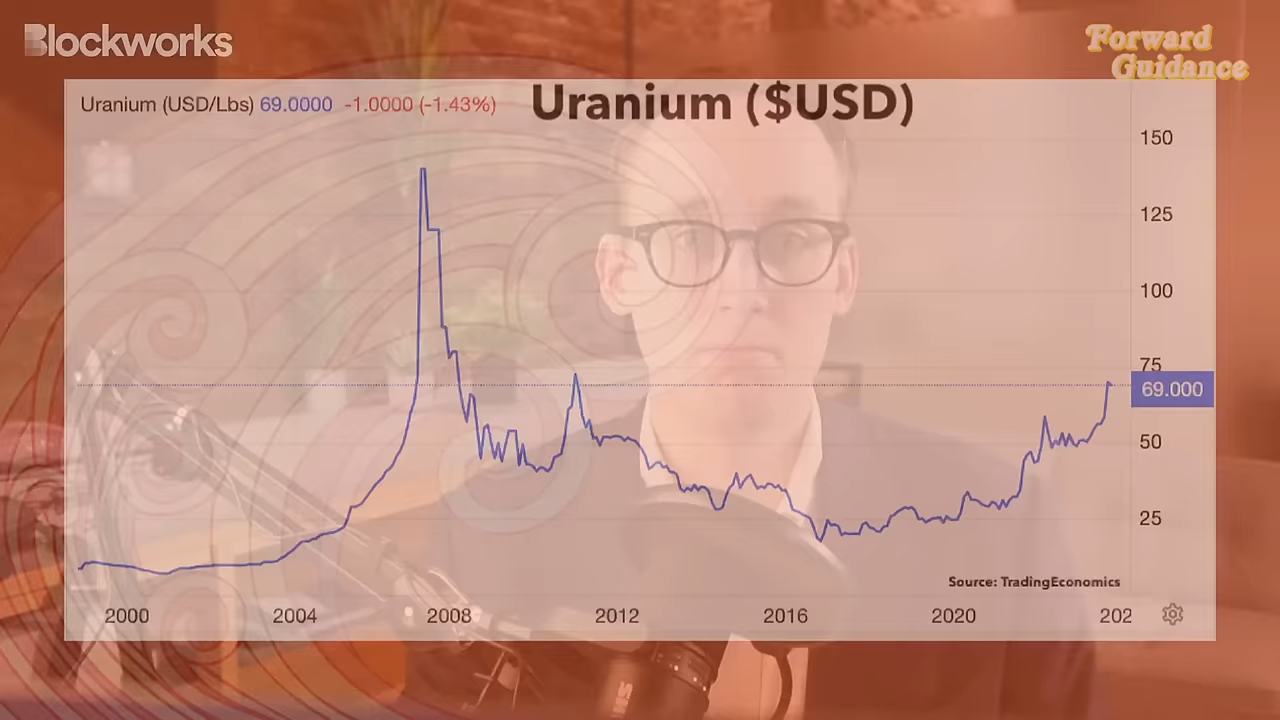 Blockworks
Forward
Guidance
Uranium (USD/Lbs) 69.0000 -1.0000 (-1.43%)
Uranium ($USD)
150
125
100
75
69.000
50
25
Source: TradingEconomics
2000 2004 2008 2012 2016 2020 202